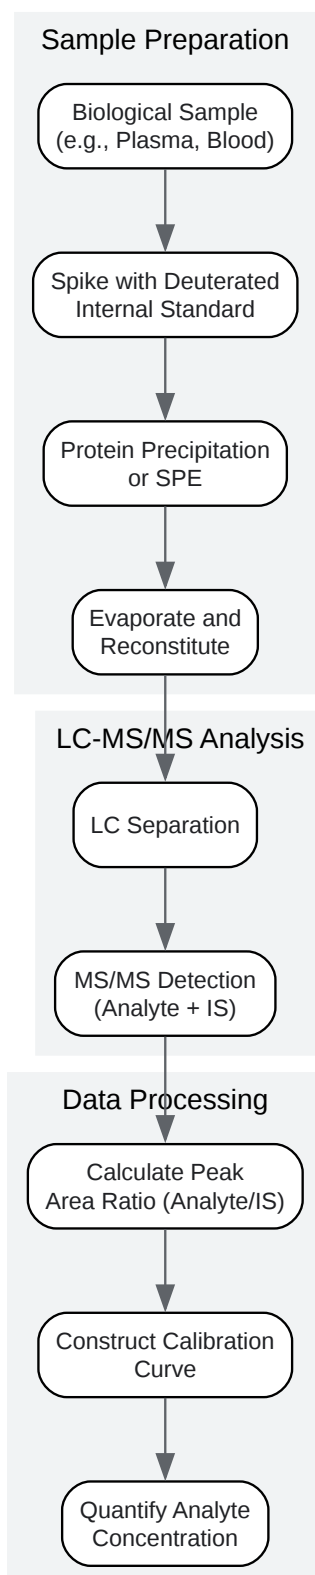 Sample Preparation
Biological Sample
(e.g., Plasma, Blood)
Spike with Deuterated
Internal Standard
Protein Precipitation
or SPE
Evaporate and
Reconstitute
LC-MS/MS Analysis
LC Separation
MS/MS Detection
(Analyte + IS)
Data Processing
Calculate Peak
Area Ratio (Analyte/IS)
Construct Calibration
Curve
Quantify Analyte
Concentration